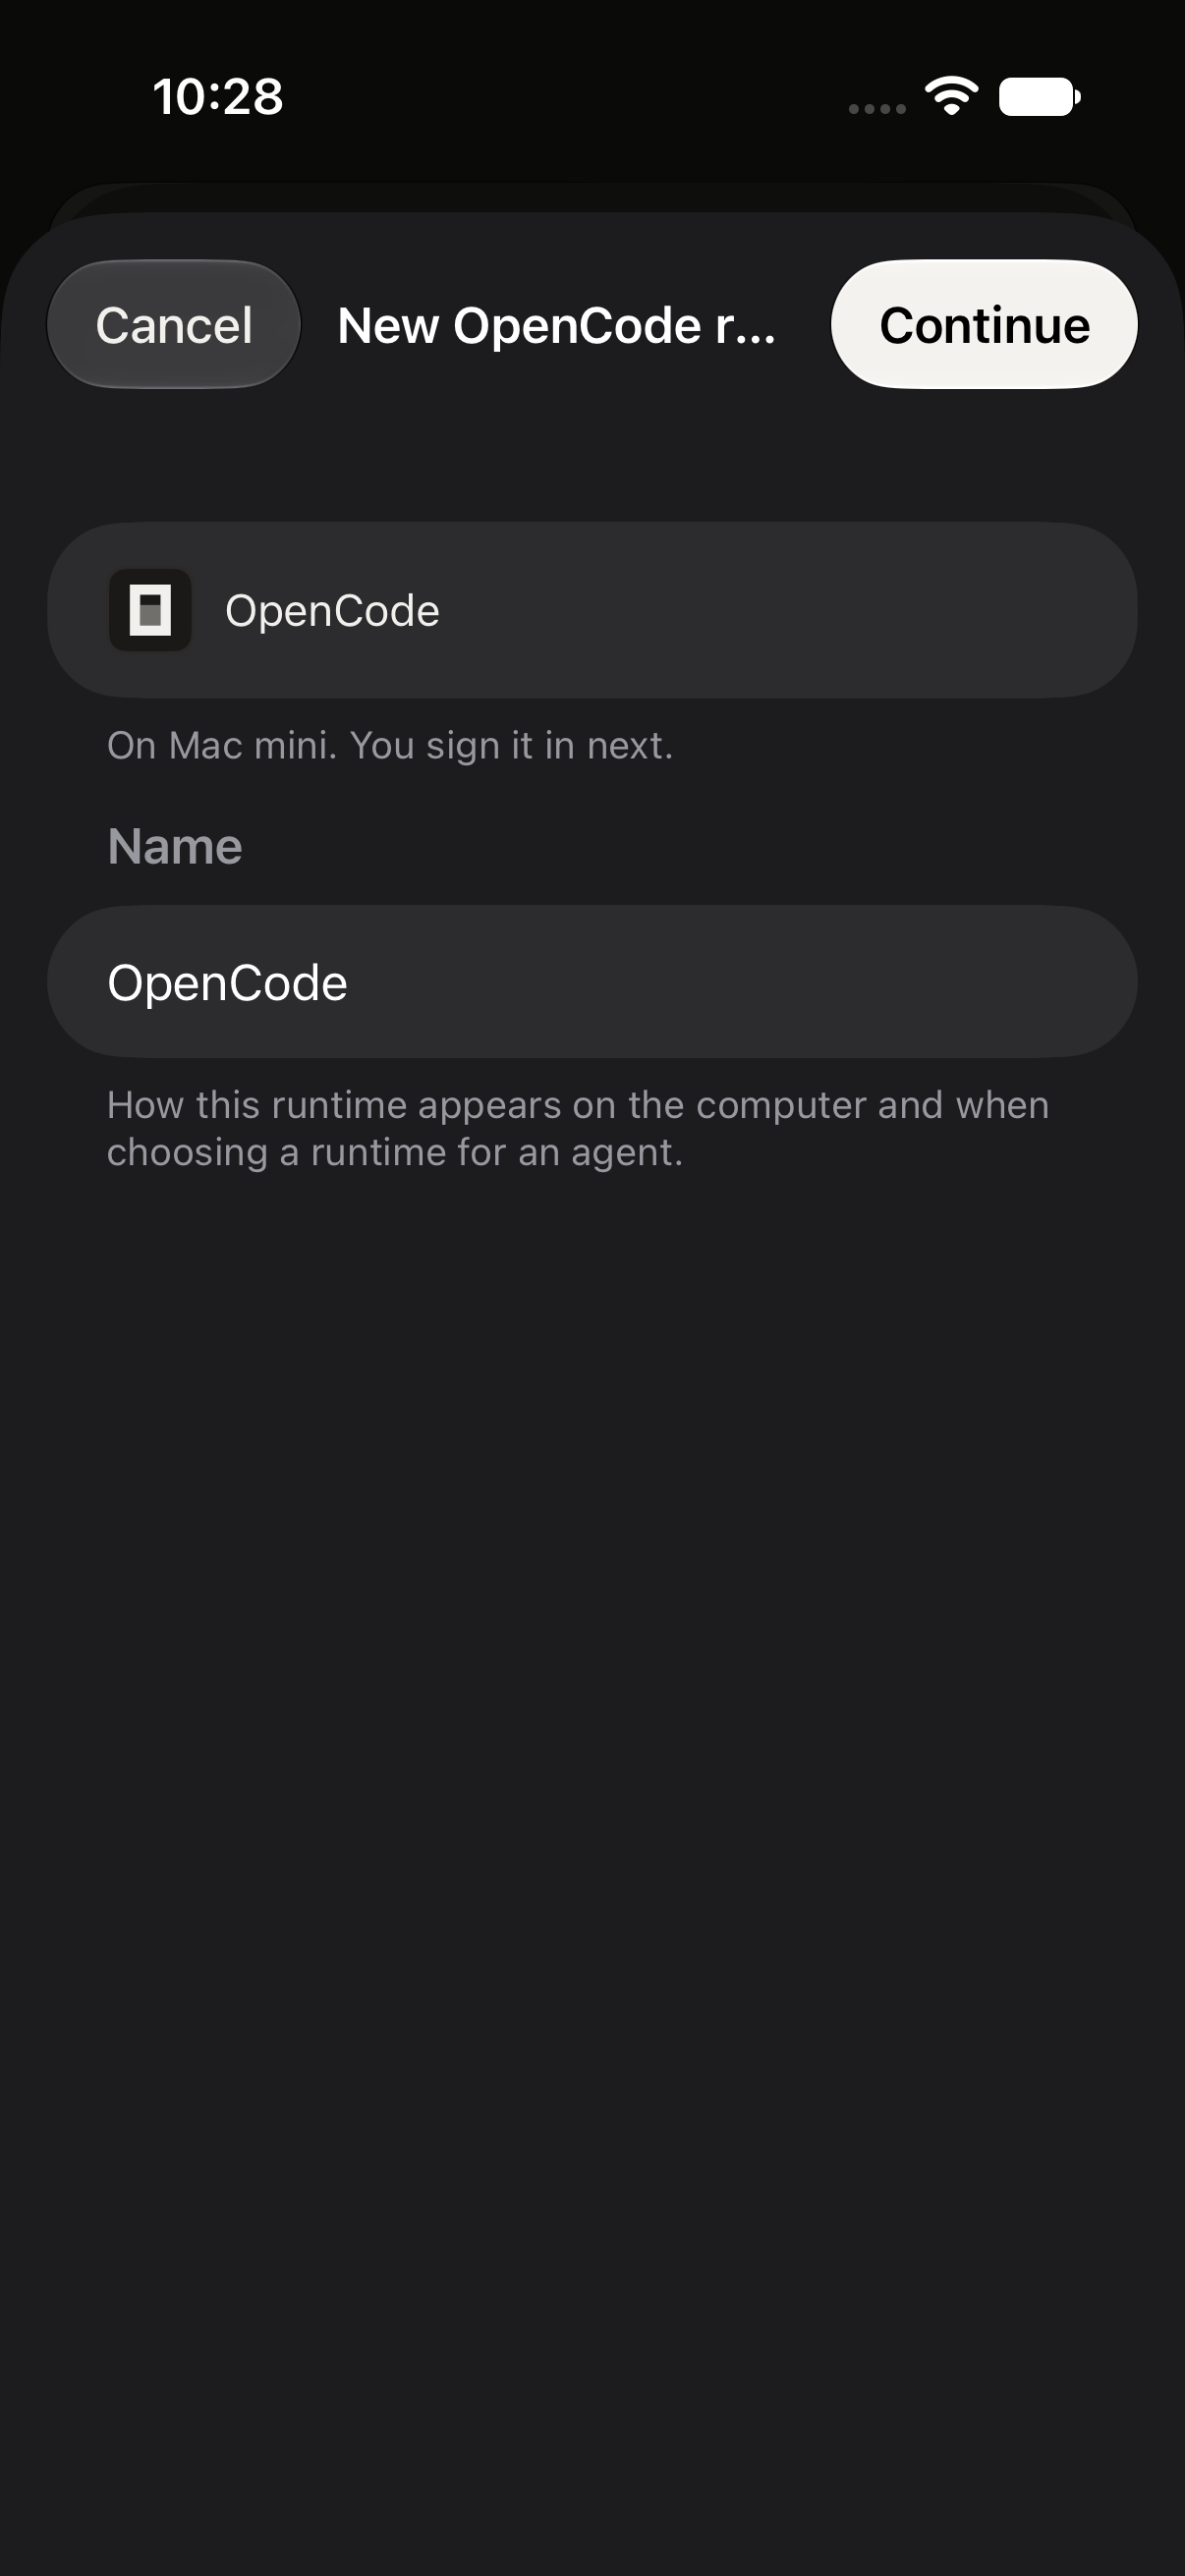 10:28
Cancel
New OpenCode r...
Continue
OpenCode
On Mac mini. You sign it in next.
Name
OpenCode
How this runtime appears on the computer and when
choosing a runtime for an agent.